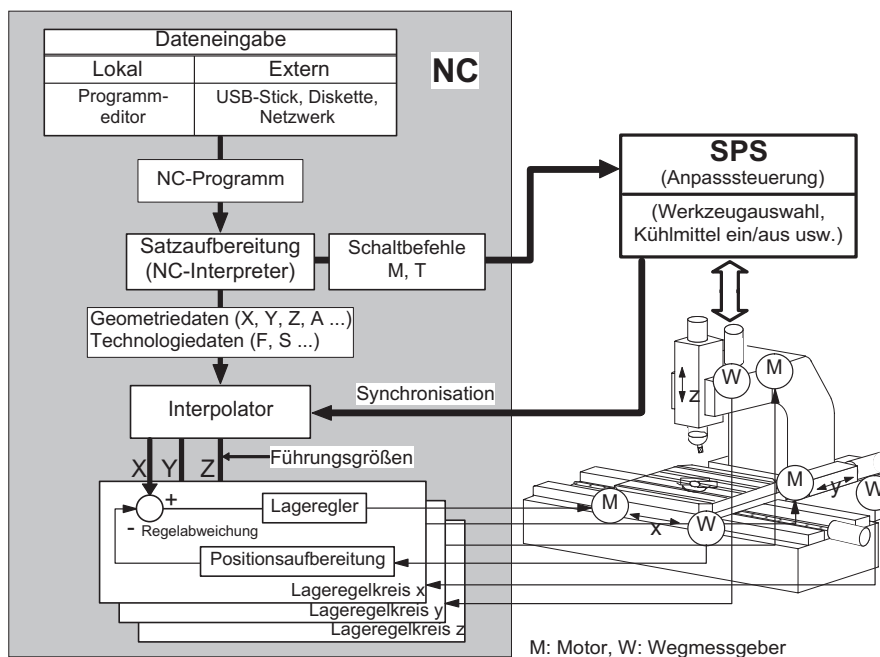 Dateneingabe
Lokal
Extern
NC
Programm-
editor
USB-Stick, Diskette,
Netzwerk
NC-Programm
SPS
(Anpasssteuerung)
(Werkzeugauswahl,
Kühlmittel ein/aus usw.)
Satzaufbereitung
(NC-Interpreter)
Schaltbefehle
M, T
Geometriedaten (X, Y, Z, A ...)
Technologiedaten (F, S ...)
Synchronisation
Interpolator
W
M
z
X
Y
Z
Führungsgrößen
+
-
Regelabweichung
Lageregler
Positionsaufbereitung
Lageregelkreis x
Lageregelkreis y
Lageregelkreis z
M
x
W
M
y
W
M: Motor, W: Wegmessgeber